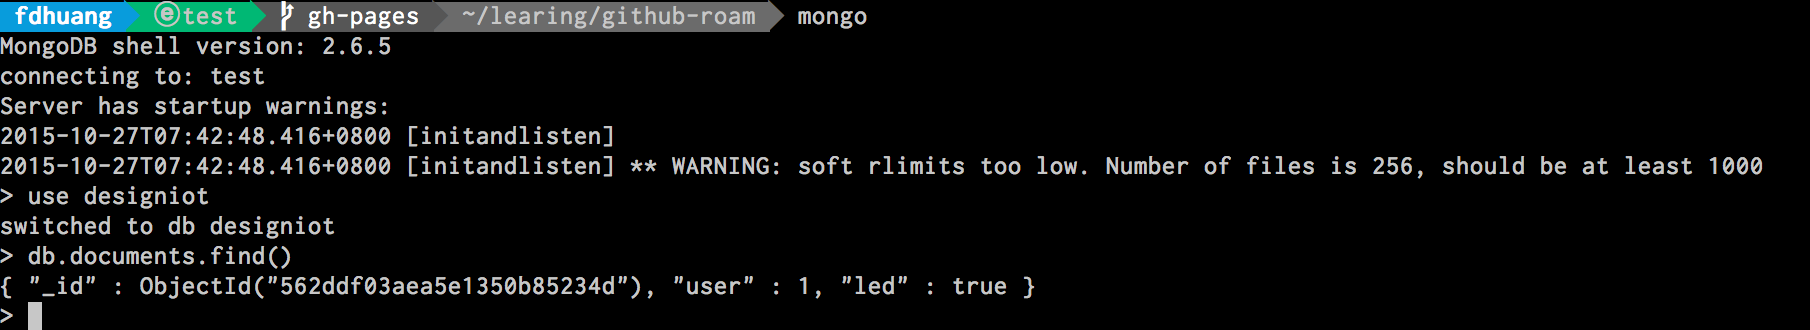 fdhuang ⓔtest gh-pages ~/learing/github-roam mongo
MongoDB shell version: 2.6.5
connecting to: test
Server has startup warnings:
2015-10-27T07:42:48.416+0800 [initandlisten]
2015-10-27T07:42:48.416+0800 [initandlisten] ** WARNING: soft rlimits too low. Number of files is 256, should be at least 1000
> use designiot
switched to db designiot
> db.documents.find()
{ "_id" : ObjectId("562ddf03aea5e1350b85234d"), "user" : 1, "led" : true }
>